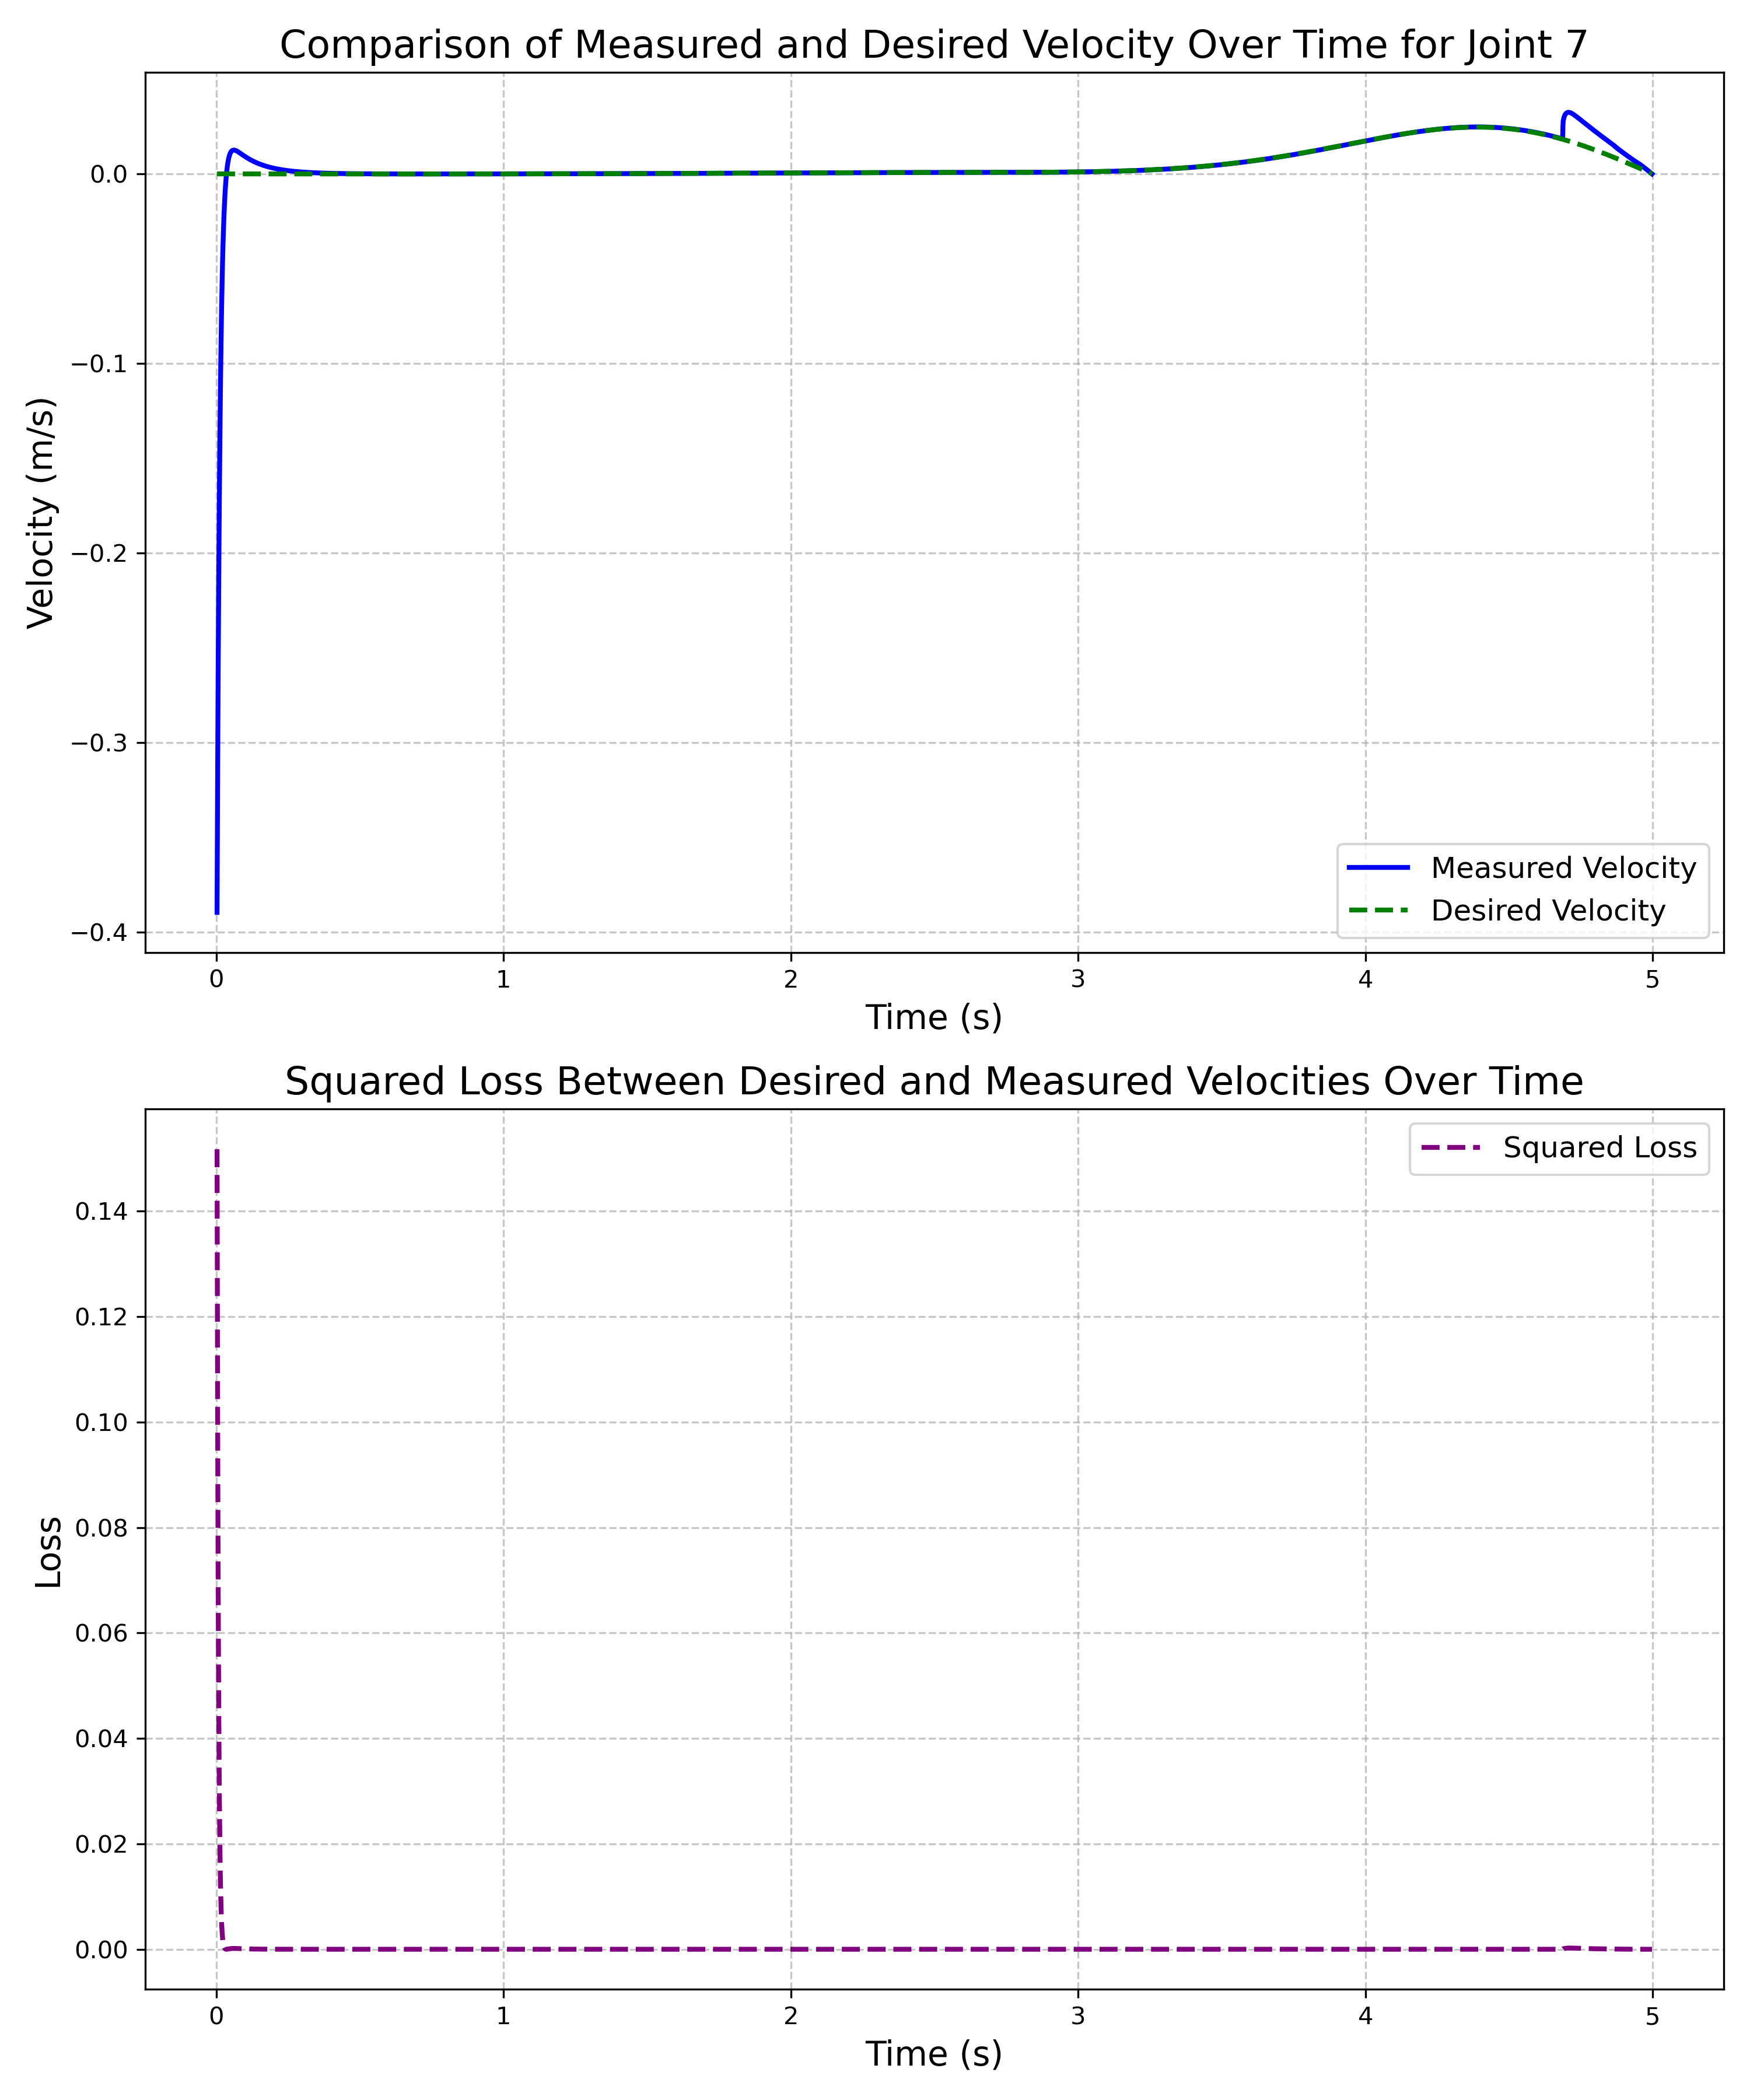 Comparison of Measured and Desired Velocity Over Time for Joint 7
Velocity (m/s)
0.0
−0.1
−0.2
−0.3
−0.4
Measured Velocity
Desired Velocity
0 1 2 3 4 5
Time (s)
Squared Loss Between Desired and Measured Velocities Over Time
Squared Loss
Loss
0.14
0.12
0.10
0.08
0.06
0.04
0.02
0.00
0 1 2 3 4 5
Time (s)